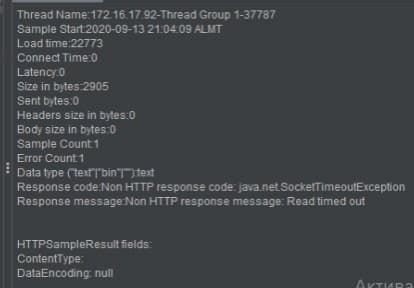 Thread Name:172.16.17.92-Thread Group 1-37787
Sample Start:2020-09-13 21:04:09 ALMT
Load time:22773
Connect Time:0
Latency:0
Size in bytes:2905
Sent bytes:0
Headers size in bytes:0
Body size in bytes:0
Sample Count:1
Error Count:1
Data type ("text"|"bin"|""):text
Response code:Non HTTP response code: java.net.SocketTimeoutException
Response message:Non HTTP response message: Read timed out
HTTPSampleResult fields:
ContentType:
DataEncoding: null
Актива